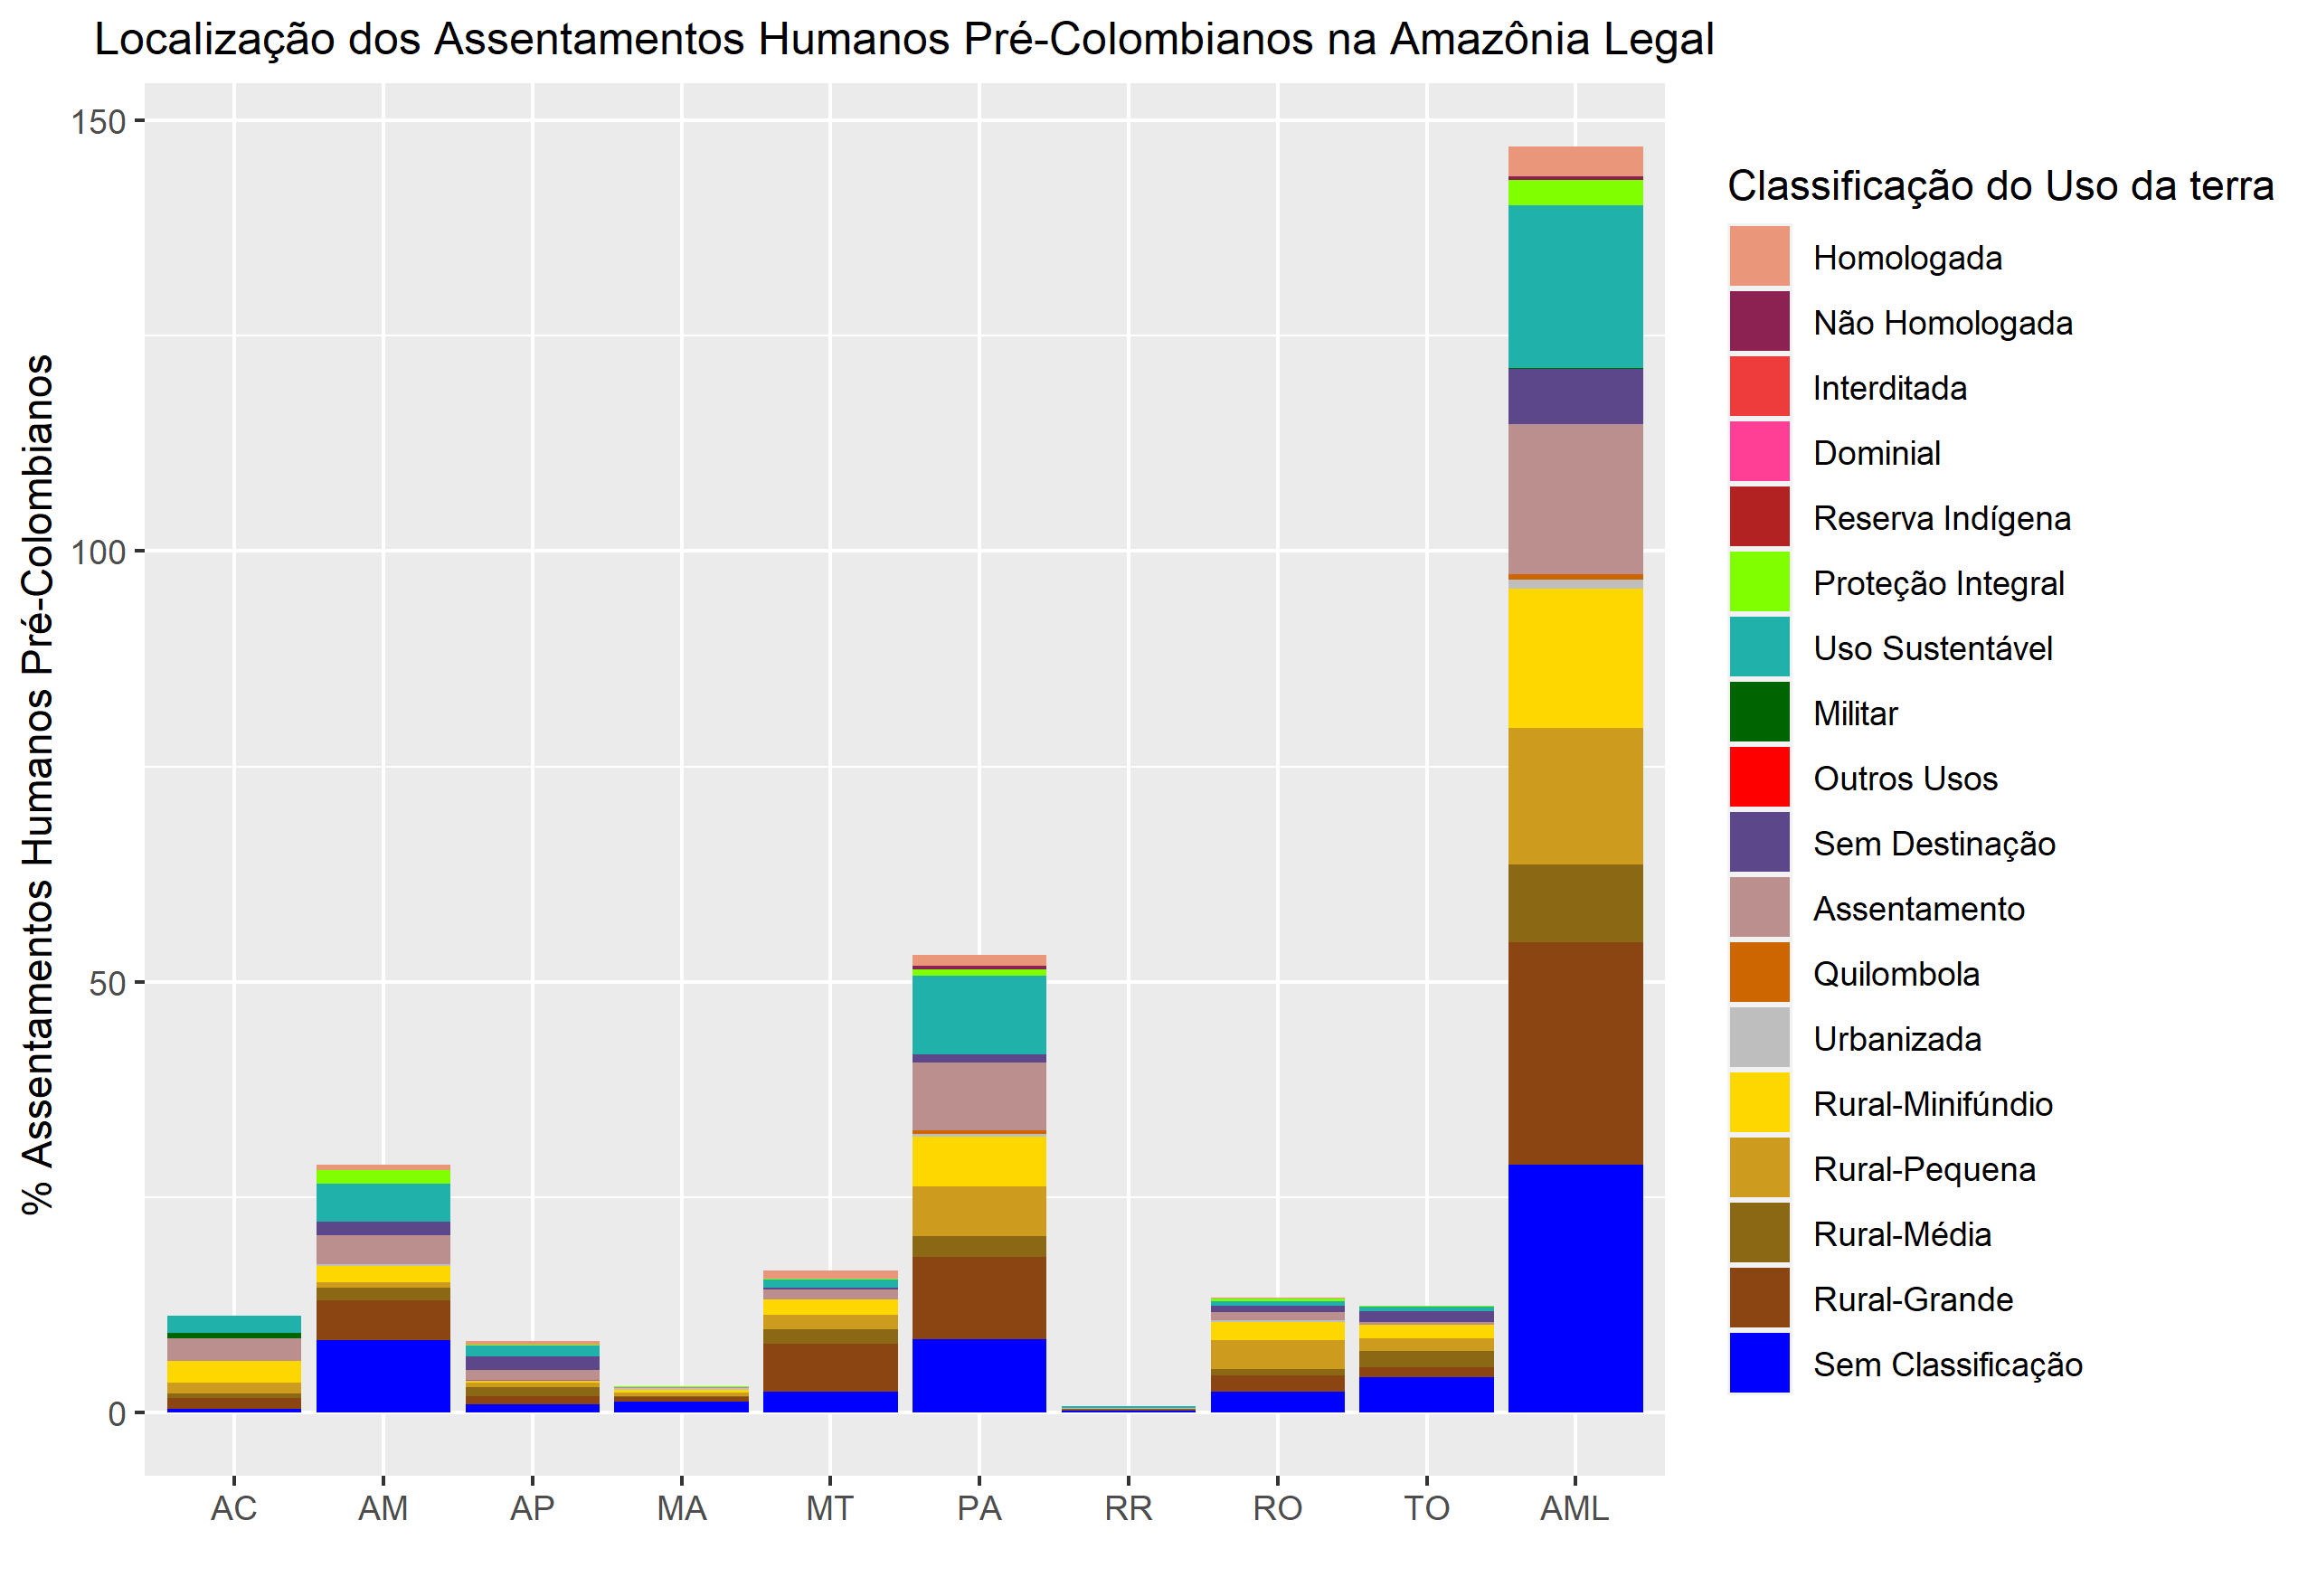 Localização dos Assentamentos Humanos Pré-Colombianos na Amazônia Legal
% Assentamentos Humanos Pré-Colombianos
150
100
50
0
AC AM AP MA MT PA RR RO TO AML
Classificação do Uso da terra
Homologada
Não Homologada
Interditada
Dominial
Reserva Indígena
Proteção Integral
Uso Sustentável
Militar
Outros Usos
Sem Destinação
Assentamento
Quilombola
Urbanizada
Rural-Minifúndio
Rural-Pequena
Rural-Média
Rural-Grande
Sem Classificação